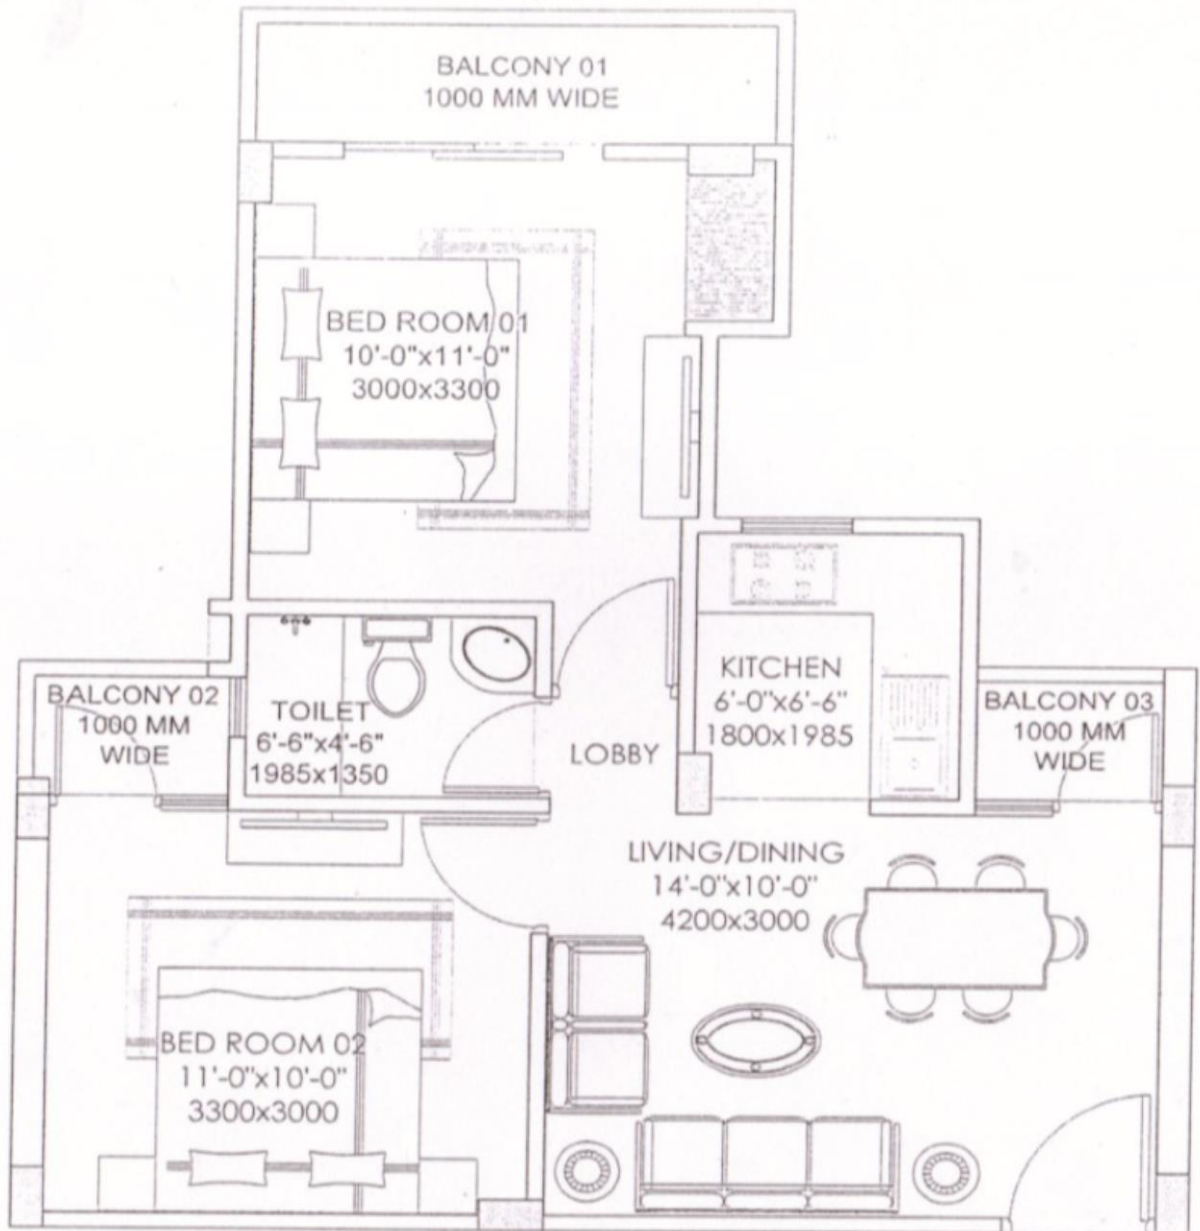 BALCONY 01
1000 MM WIDE
BED ROOM 01
10'-0"x11'-0"
3000x3300
KITCHEN
6'-0"x6'-6"
1800x1985
BALCONY 02
1000 MM
WIDE
TOILET
6'-6"x4'-6"
1985x1350
LOBBY
BALCONY 03
1000 MM
WIDE
LIVING/DINING
14'-0"x10'-0"
4200x3000
BED ROOM 02
11'-0"x10'-0"
3300x3000